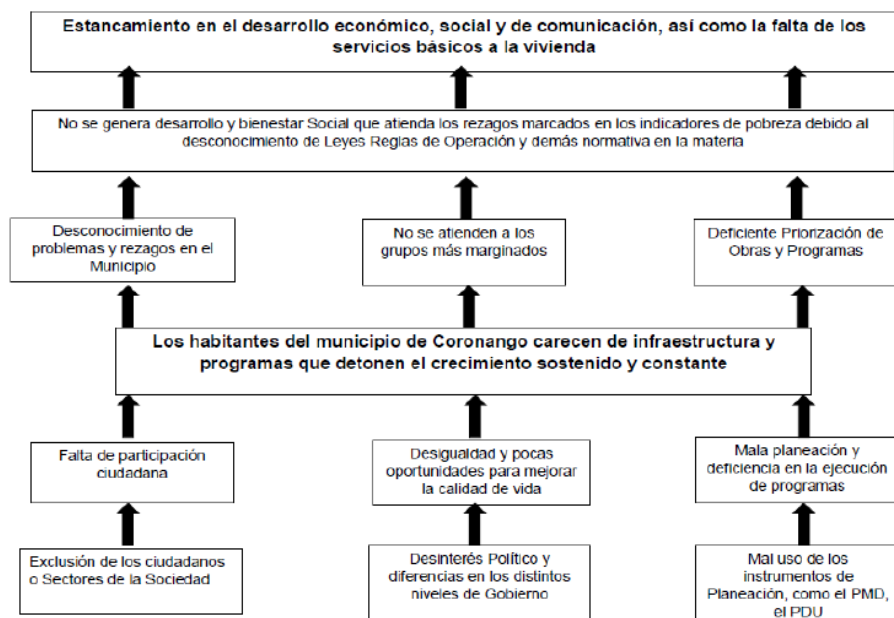 Estancamiento en el desarrollo económico, social y de comunicación, así como la falta de los
servicios básicos a la vivienda
No se genera desarrollo y bienestar Social que atienda los rezagos marcados en los indicadores de pobreza debido al
desconocimiento de Leyes Reglas de Operación y demás normativa en la materia
Desconocimiento de
problemas y rezagos en el
Municipio
No se atienden a los
grupos más marginados
Deficiente Priorización de
Obras y Programas
Los habitantes del municipio de Coronango carecen de infraestructura y
programas que detonen el crecimiento sostenido y constante
Falta de participación
ciudadana
Desigualdad y pocas
oportunidades para mejorar
la calidad de vida
Mala planeación y
deficiencia en la ejecución
de programas
Exclusión de los ciudadanos
o Sectores de la Sociedad
Desinterés Político y
diferencias en los distintos
niveles de Gobierno
Mal uso de los
instrumentos de
Planeación, como el PMD,
el PDU